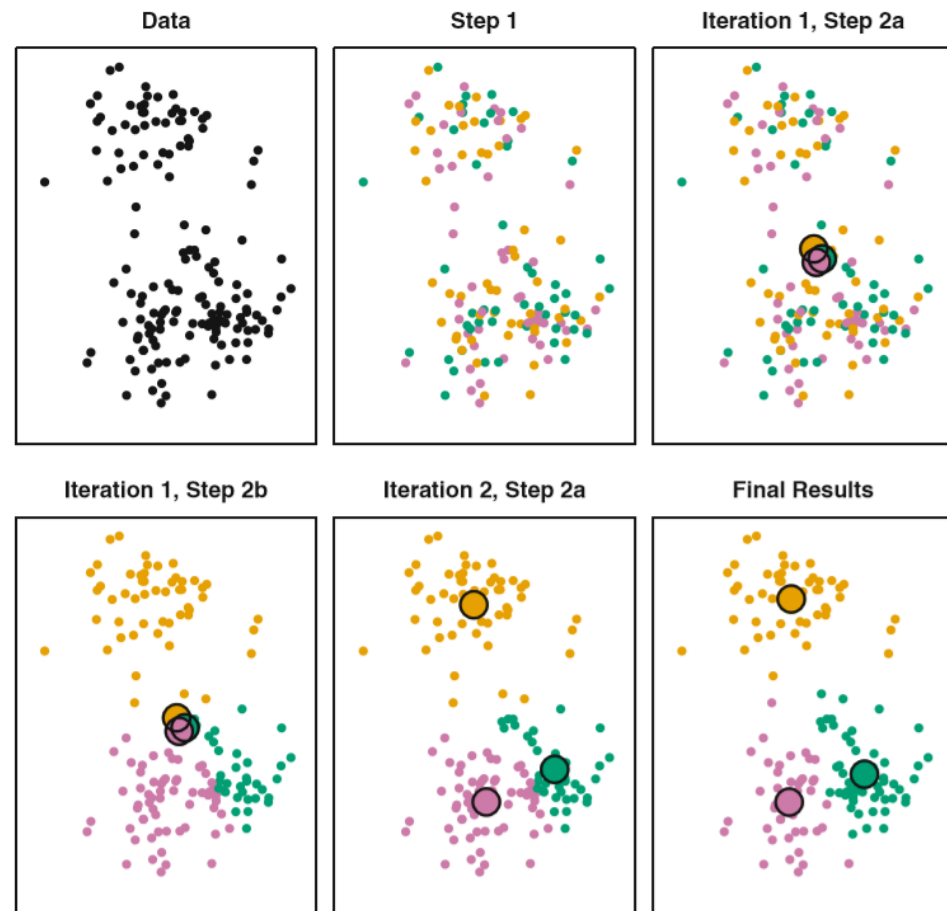 Data
Step 1
Iteration 1, Step 2a
Iteration 1, Step 2b
Iteration 2, Step 2a
Final Results